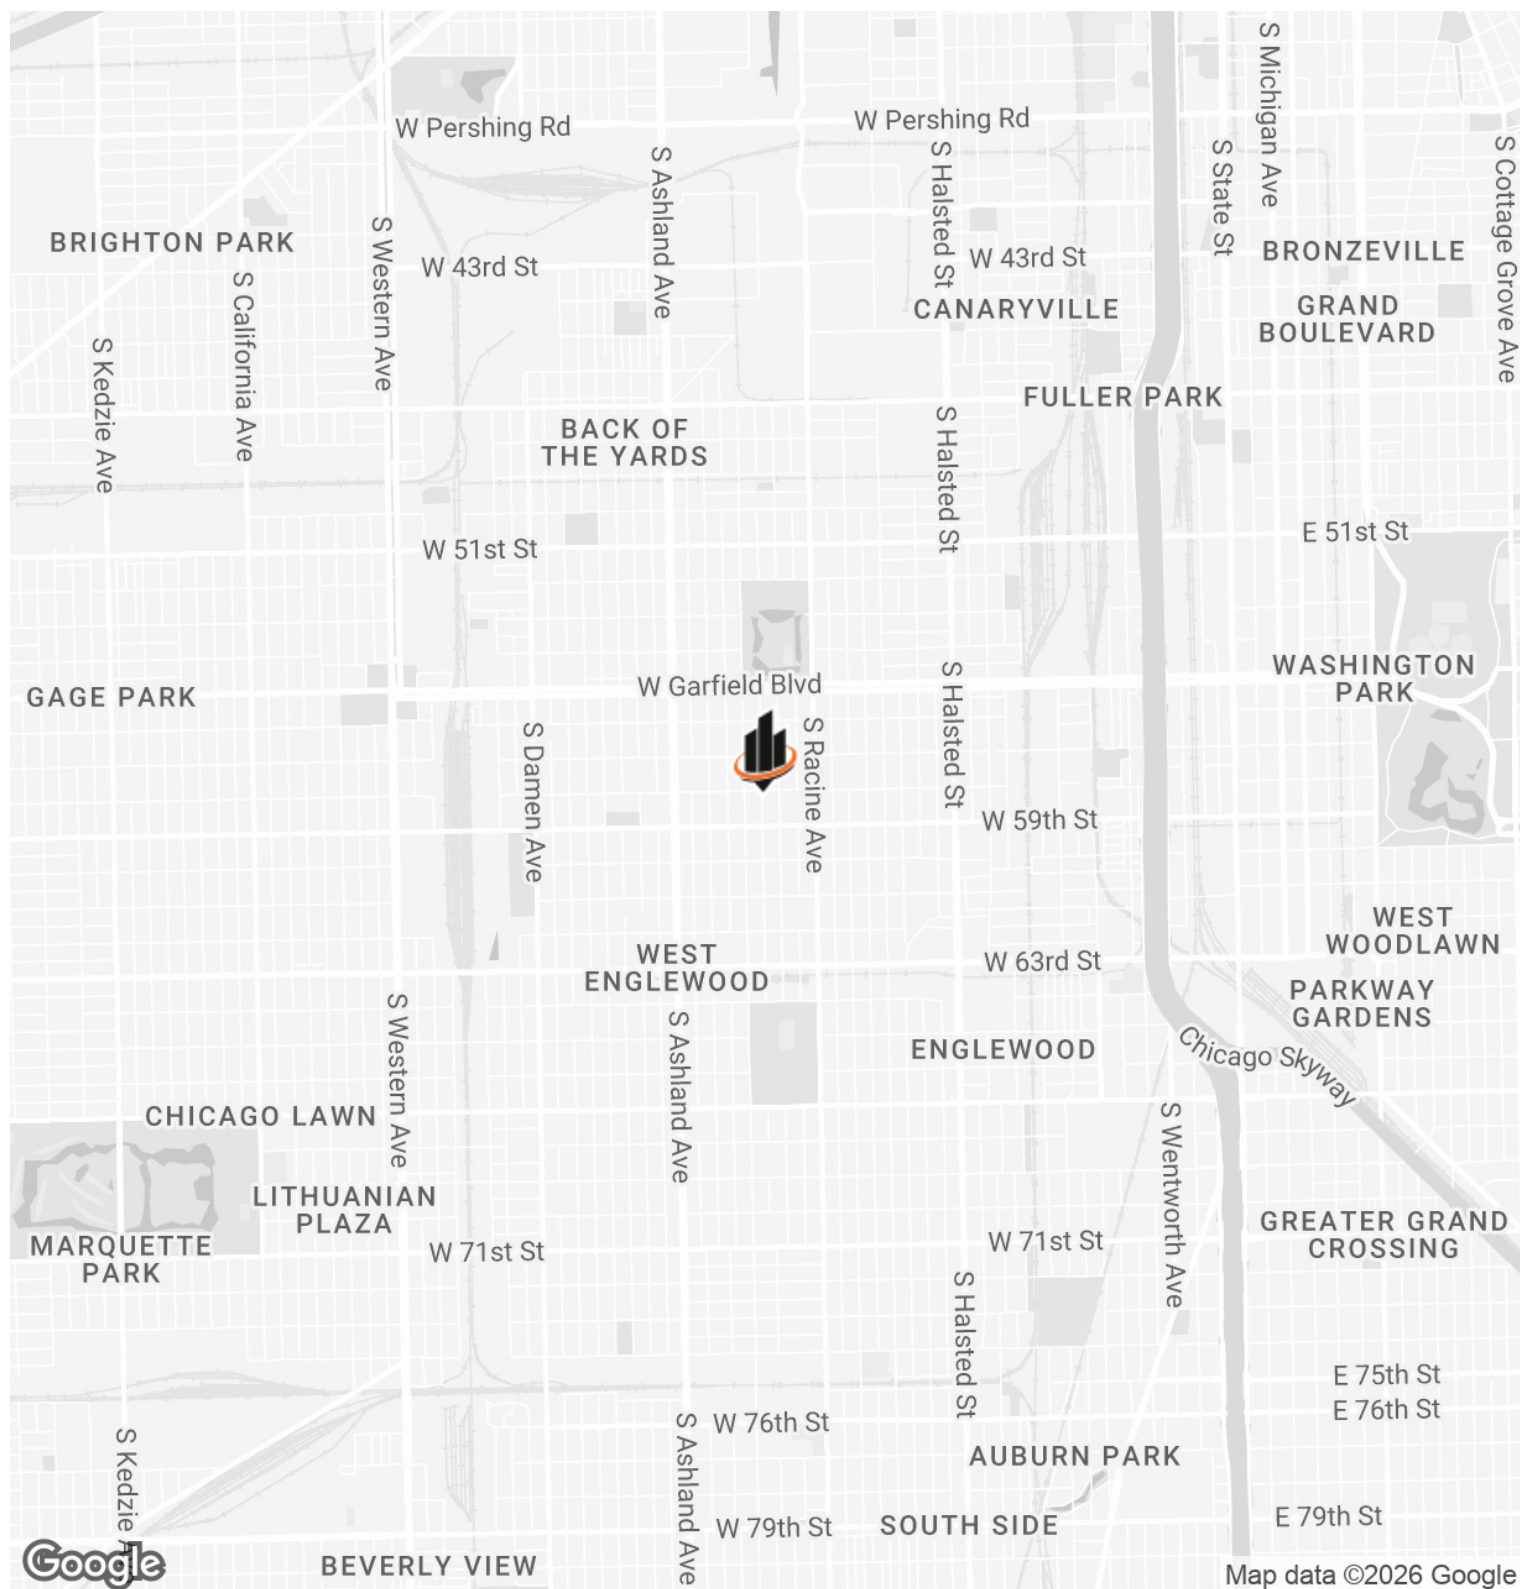 S Michigan Ave
W Pershing Rd
W Pershing Rd
S Ashland Ave
S Halsted St
S State St
S Cottage Grove Ave
BRIGHTON PARK
S Western Ave
W 43rd St
W 43rd St
BRONZEVILLE
S California Ave
CANARYVILLE
GRAND
BOULEVARD
S Kedzie Ave
FULLER PARK
BACK OF
THE YARDS
S Halsted St
W 51st St
E 51st St
GAGE PARK
W Garfield Blvd
S Halsted St
WASHINGTON
PARK
S Damen Ave
S Racine Ave
W 59th St
WEST
WOODLAWN
WEST
ENGLEWOOD
W 63rd St
PARKWAY
GARDENS
S Western Ave
S Ashland Ave
ENGLEWOOD
Chicago Skyway
CHICAGO LAWN
S Wentworth Ave
LITHUANIAN
PLAZA
MARQUETTE
PARK
W 71st St
W 71st St
GREATER GRAND
CROSSING
S Halsted St
E 75th St
E 76th St
S Kedzie A
S Ashland Ave
W 76th St
AUBURN PARK
W 79th St
SOUTH SIDE
E 79th St
Google
BEVERLY VIEW
Map data ©2026 Google